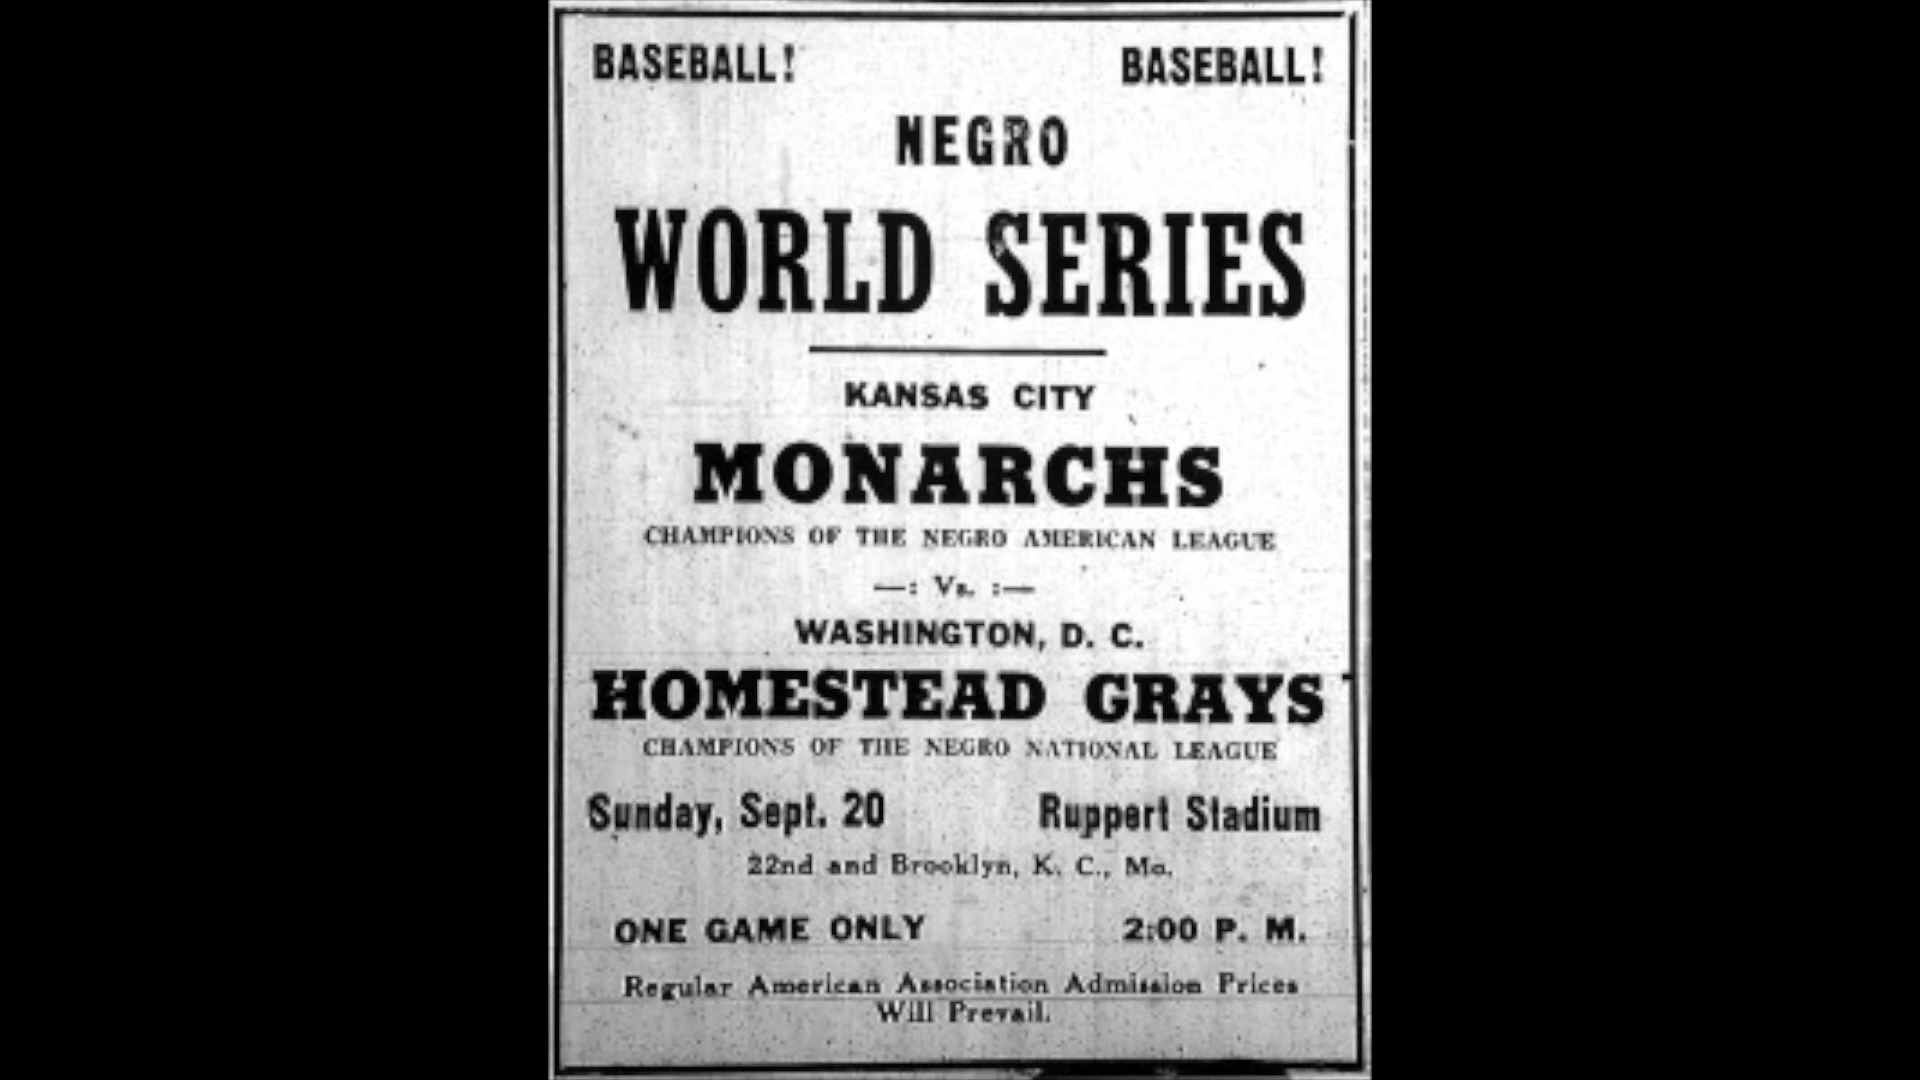 BASEBALL! BASEBALL!
NEGRO
WORLD SERIES
KANSAS CITY
MONARCHS
CHAMPIONS OF THE NEGRO AMERICAN LEAGUE
—: Vs. :—
WASHINGTON, D. C.
HOMESTEAD GRAYS
CHAMPIONS OF THE NEGRO NATIONAL LEAGUE
Sunday, Sept. 20 Ruppert Stadium
22nd and Brooklyn, K. C., Mo.
ONE GAME ONLY 2:00 P. M.
Regular American Association Admission Prices
Will Prevail.